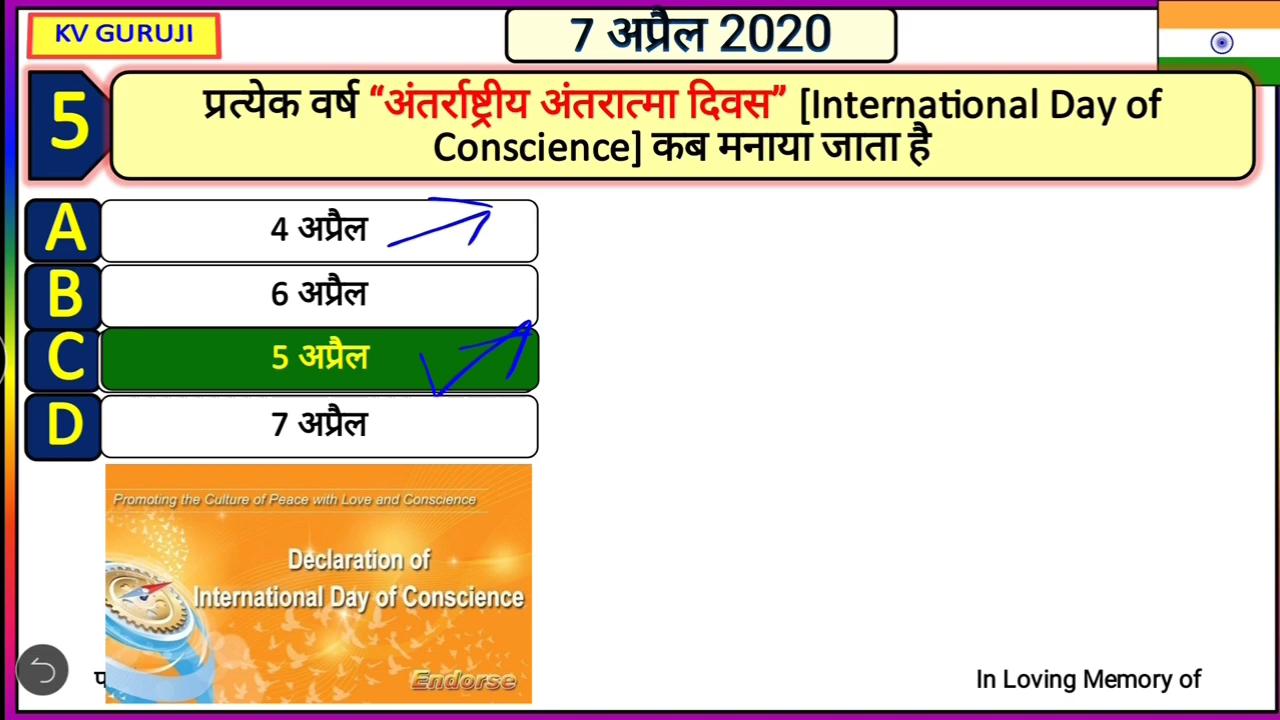 KV GURUJI
7 अप्रैल 2020
5
प्रत्येक वर्ष “अंतर्राष्ट्रीय अंतरात्मा दिवस” [International Day of
Conscience] कब मनाया जाता है
A
4 अप्रैल
B
6 अप्रैल
C
5 अप्रैल
D
7 अप्रैल
Promoting the Culture of Peace with Love and Conscience
Declaration of
International Day of Conscience
Endorse
In Loving Memory of